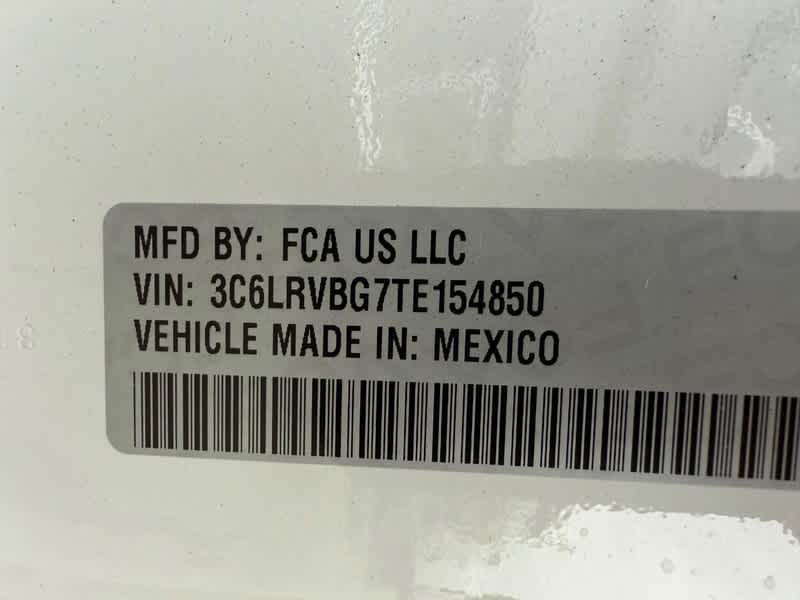 MFD BY: FCA US LLC
VIN: 3C6LRVBG7TE154850
VEHICLE MADE IN: MEXICO